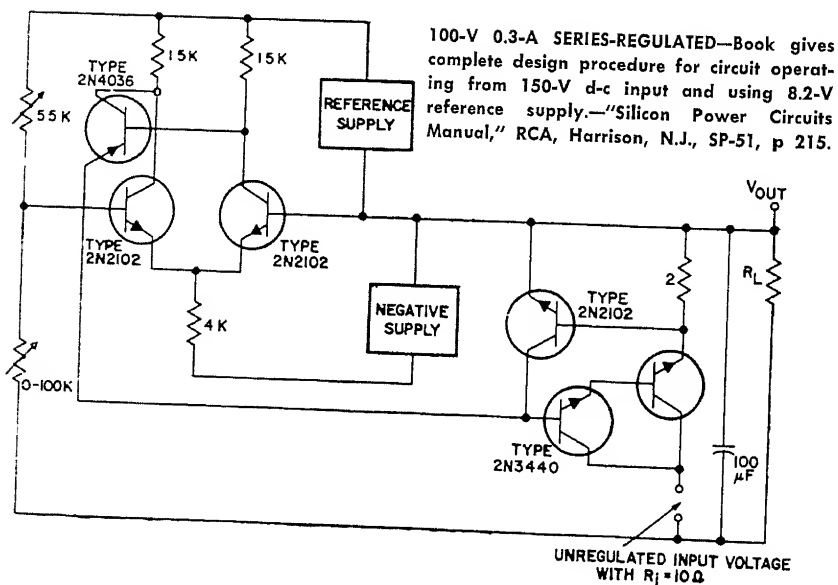 100-V 0.3-A SERIES-REGULATED—Book gives
complete design procedure for circuit operat-
ing from 150-V d-c input and using 8.2-V
reference supply.—"Silicon Power Circuits
Manual," RCA, Harrison, N.J., SP-51, p 215.
15K
15K
TYPE
2N4036
55K
REFERENCE
SUPPLY
VOUT
TYPE
2N2102
TYPE
2N2102
RL
2
NEGATIVE
SUPPLY
TYPE
2N2102
4K
0-100K
TYPE
2N3440
100
μF
UNREGULATED INPUT VOLTAGE
WITH Ri=10Ω